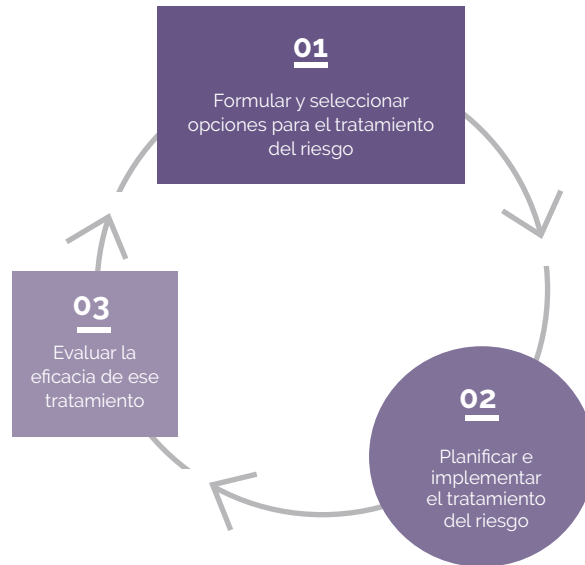 01
Formular y seleccionar
opciones para el tratamiento
del riesgo
02
Planificar e
implementar
el tratamiento
del riesgo
03
Evaluar la
eficacia de ese
tratamiento